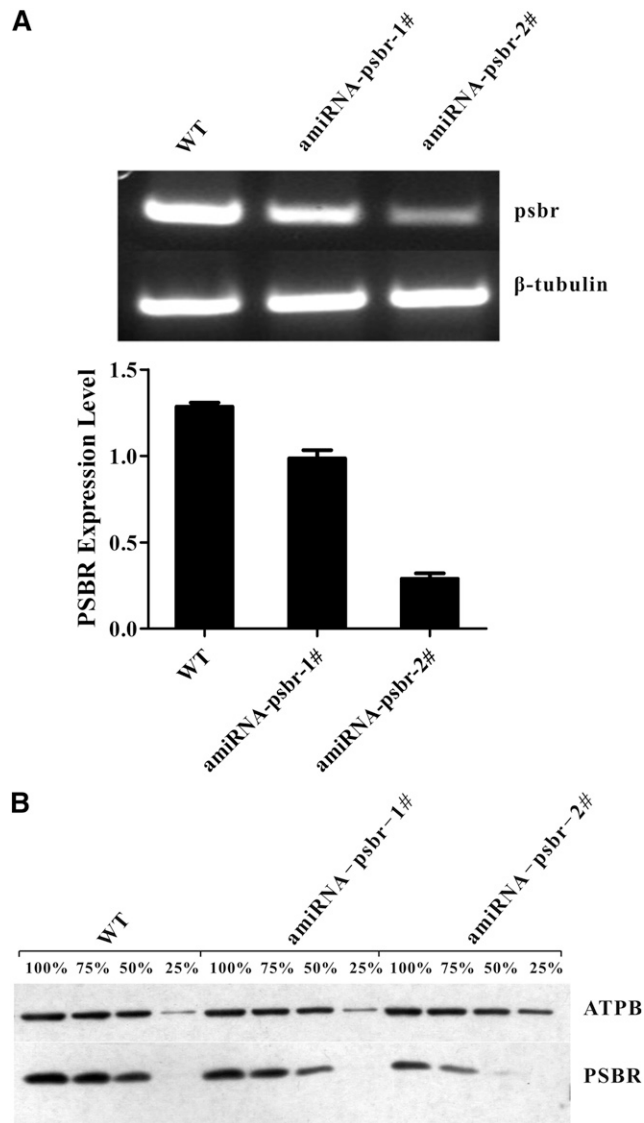 A
WT
amiRNA-psbr-1#
amiRNA-psbr-2#
psbr
β-tubulin
PSBR Expression Level
1.5
1.0
0.5
0.0
WT
amiRNA-psbr-1#
amiRNA-psbr-2#
B
WT
amiRNA-psbr-1#
amiRNA-psbr-2#
100% 75% 50% 25% 100% 75% 50% 25% 100% 75% 50% 25%
ATPB
PSBR